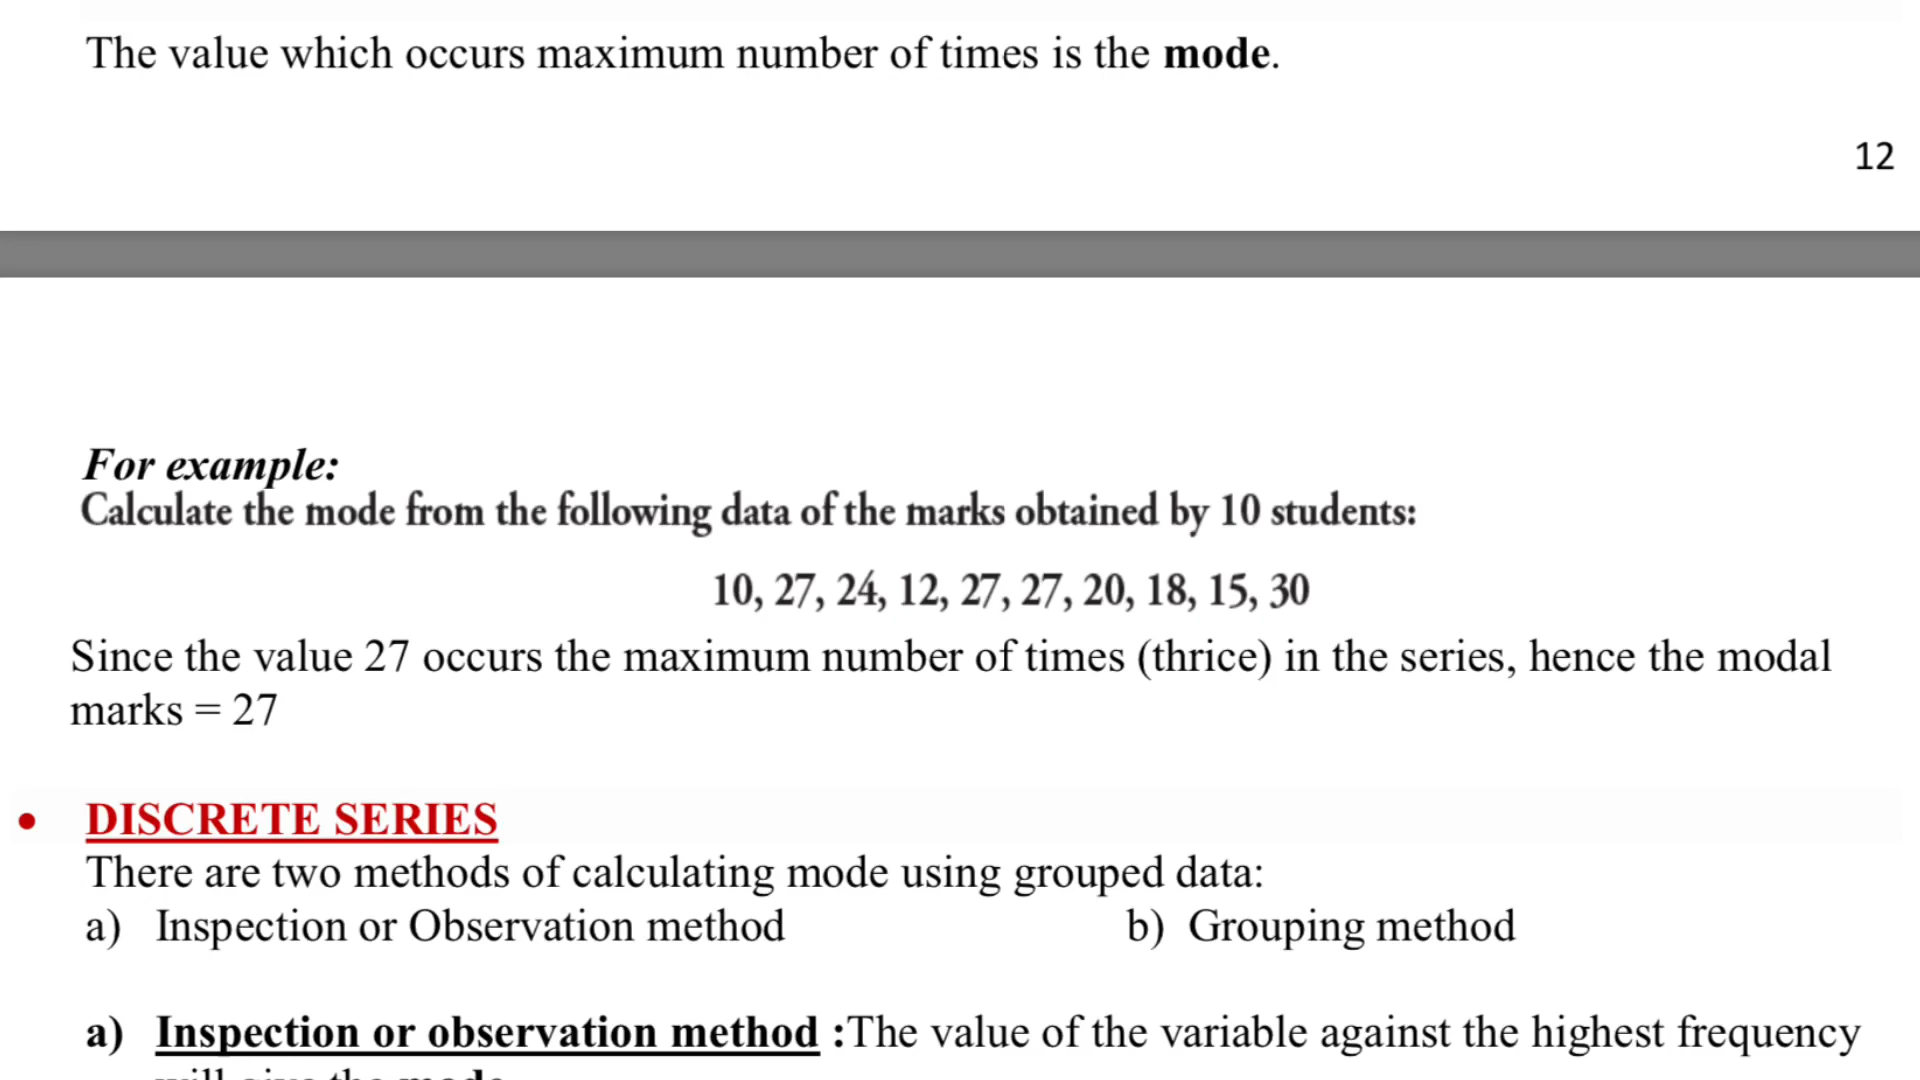 The value which occurs maximum number of times is the mode.
12
For example:
Calculate the mode from the following data of the marks obtained by 10 students:
10, 27, 24, 12, 27, 27, 20, 18, 15, 30
Since the value 27 occurs the maximum number of times (thrice) in the series, hence the modal
marks = 27
• DISCRETE SERIES
There are two methods of calculating mode using grouped data:
a) Inspection or Observation method b) Grouping method
a) Inspection or observation method :The value of the variable against the highest frequency
will give the mode